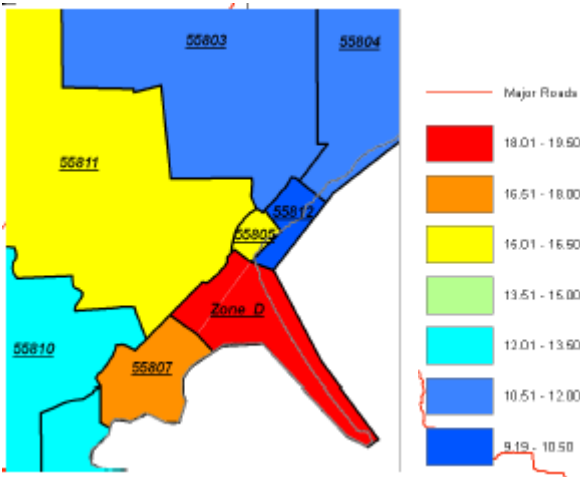 55803
55804
55811
55812
55805
Zone D
55810
55807
Major Roads
18.01 - 19.50
16.51 - 18.00
15.01 - 16.50
13.51 - 15.00
12.01 - 13.50
10.51 - 12.00
9.19 - 10.50